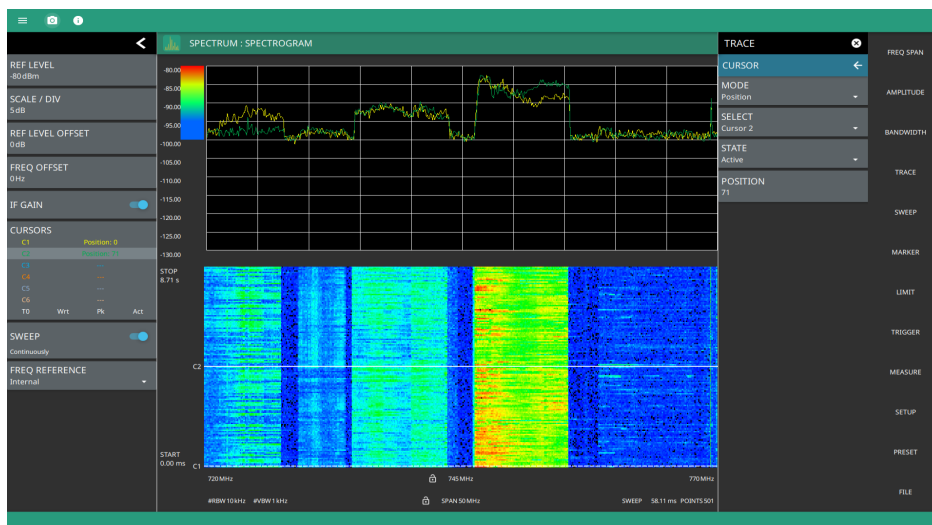 SPECTRUM : SPECTROGRAM
REF LEVEL
-80 dBm
SCALE / DIV
5 dB
REF LEVEL OFFSET
0 dB
FREQ OFFSET
0 Hz
IF GAIN
CURSORS
C1 Position: 0
C2 Position: 71
C3 ---
C4 ---
C5 ---
C6 ---
T0 Wrt Pk Act
SWEEP
Continuously
FREQ REFERENCE
Internal
-80.00
-85.00
-90.00
-95.00
-100.00
-105.00
-110.00
-115.00
-120.00
-125.00
-130.00
STOP
8.71 s
C2
START
0.00 ms
C1
720 MHz 745 MHz 770 MHz
#RBW 10 kHz #VBW 1 kHz SPAN 50 MHz SWEEP 58.11 ms POINTS 501
TRACE
CURSOR
MODE
Position
SELECT
Cursor 2
STATE
Active
POSITION
71
FREQ SPAN
AMPLITUDE
BANDWIDTH
TRACE
SWEEP
MARKER
LIMIT
TRIGGER
MEASURE
SETUP
PRESET
FILE